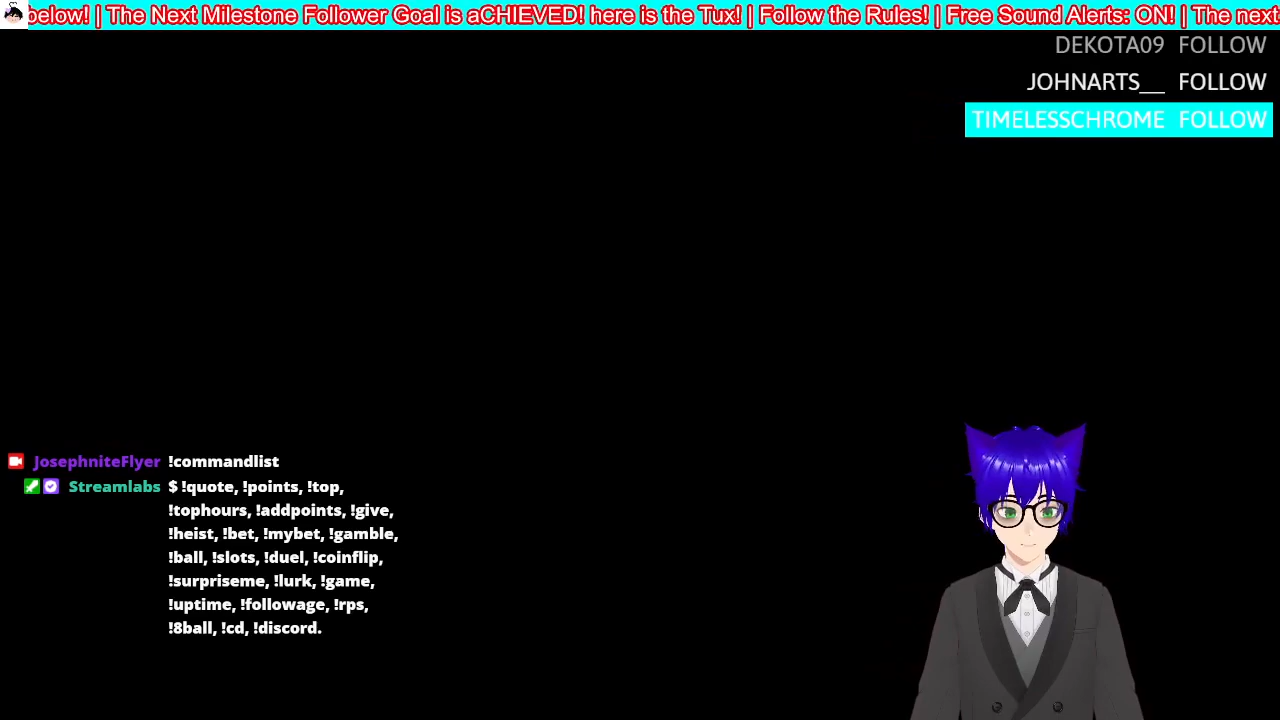 below! | The Next Milestone Follower Goal is aCHIEVED! here is the Tux! | Follow the Rules! | Free Sound Alerts: ON! | The next
DEKOTA09 FOLLOW
JOHNARTS__ FOLLOW
TIMELESSCHROME FOLLOW
JosephniteFlyer !commandlist
Streamlabs $ !quote, !points, !top,
!tophours, !addpoints, !give,
!heist, !bet, !mybet, !gamble,
!ball, !slots, !duel, !coinflip,
!surpriseme, !lurk, !game,
!uptime, !followage, !rps,
!8ball, !cd, !discord.